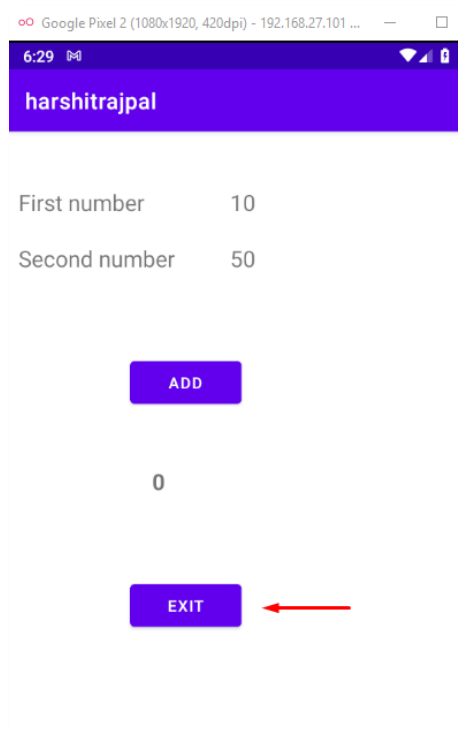 Google Pixel 2 (1080x1920, 420dpi) - 192.168.27.101 ...
6:29
harshitrajpal
First number 10
Second number 50
ADD
0
EXIT